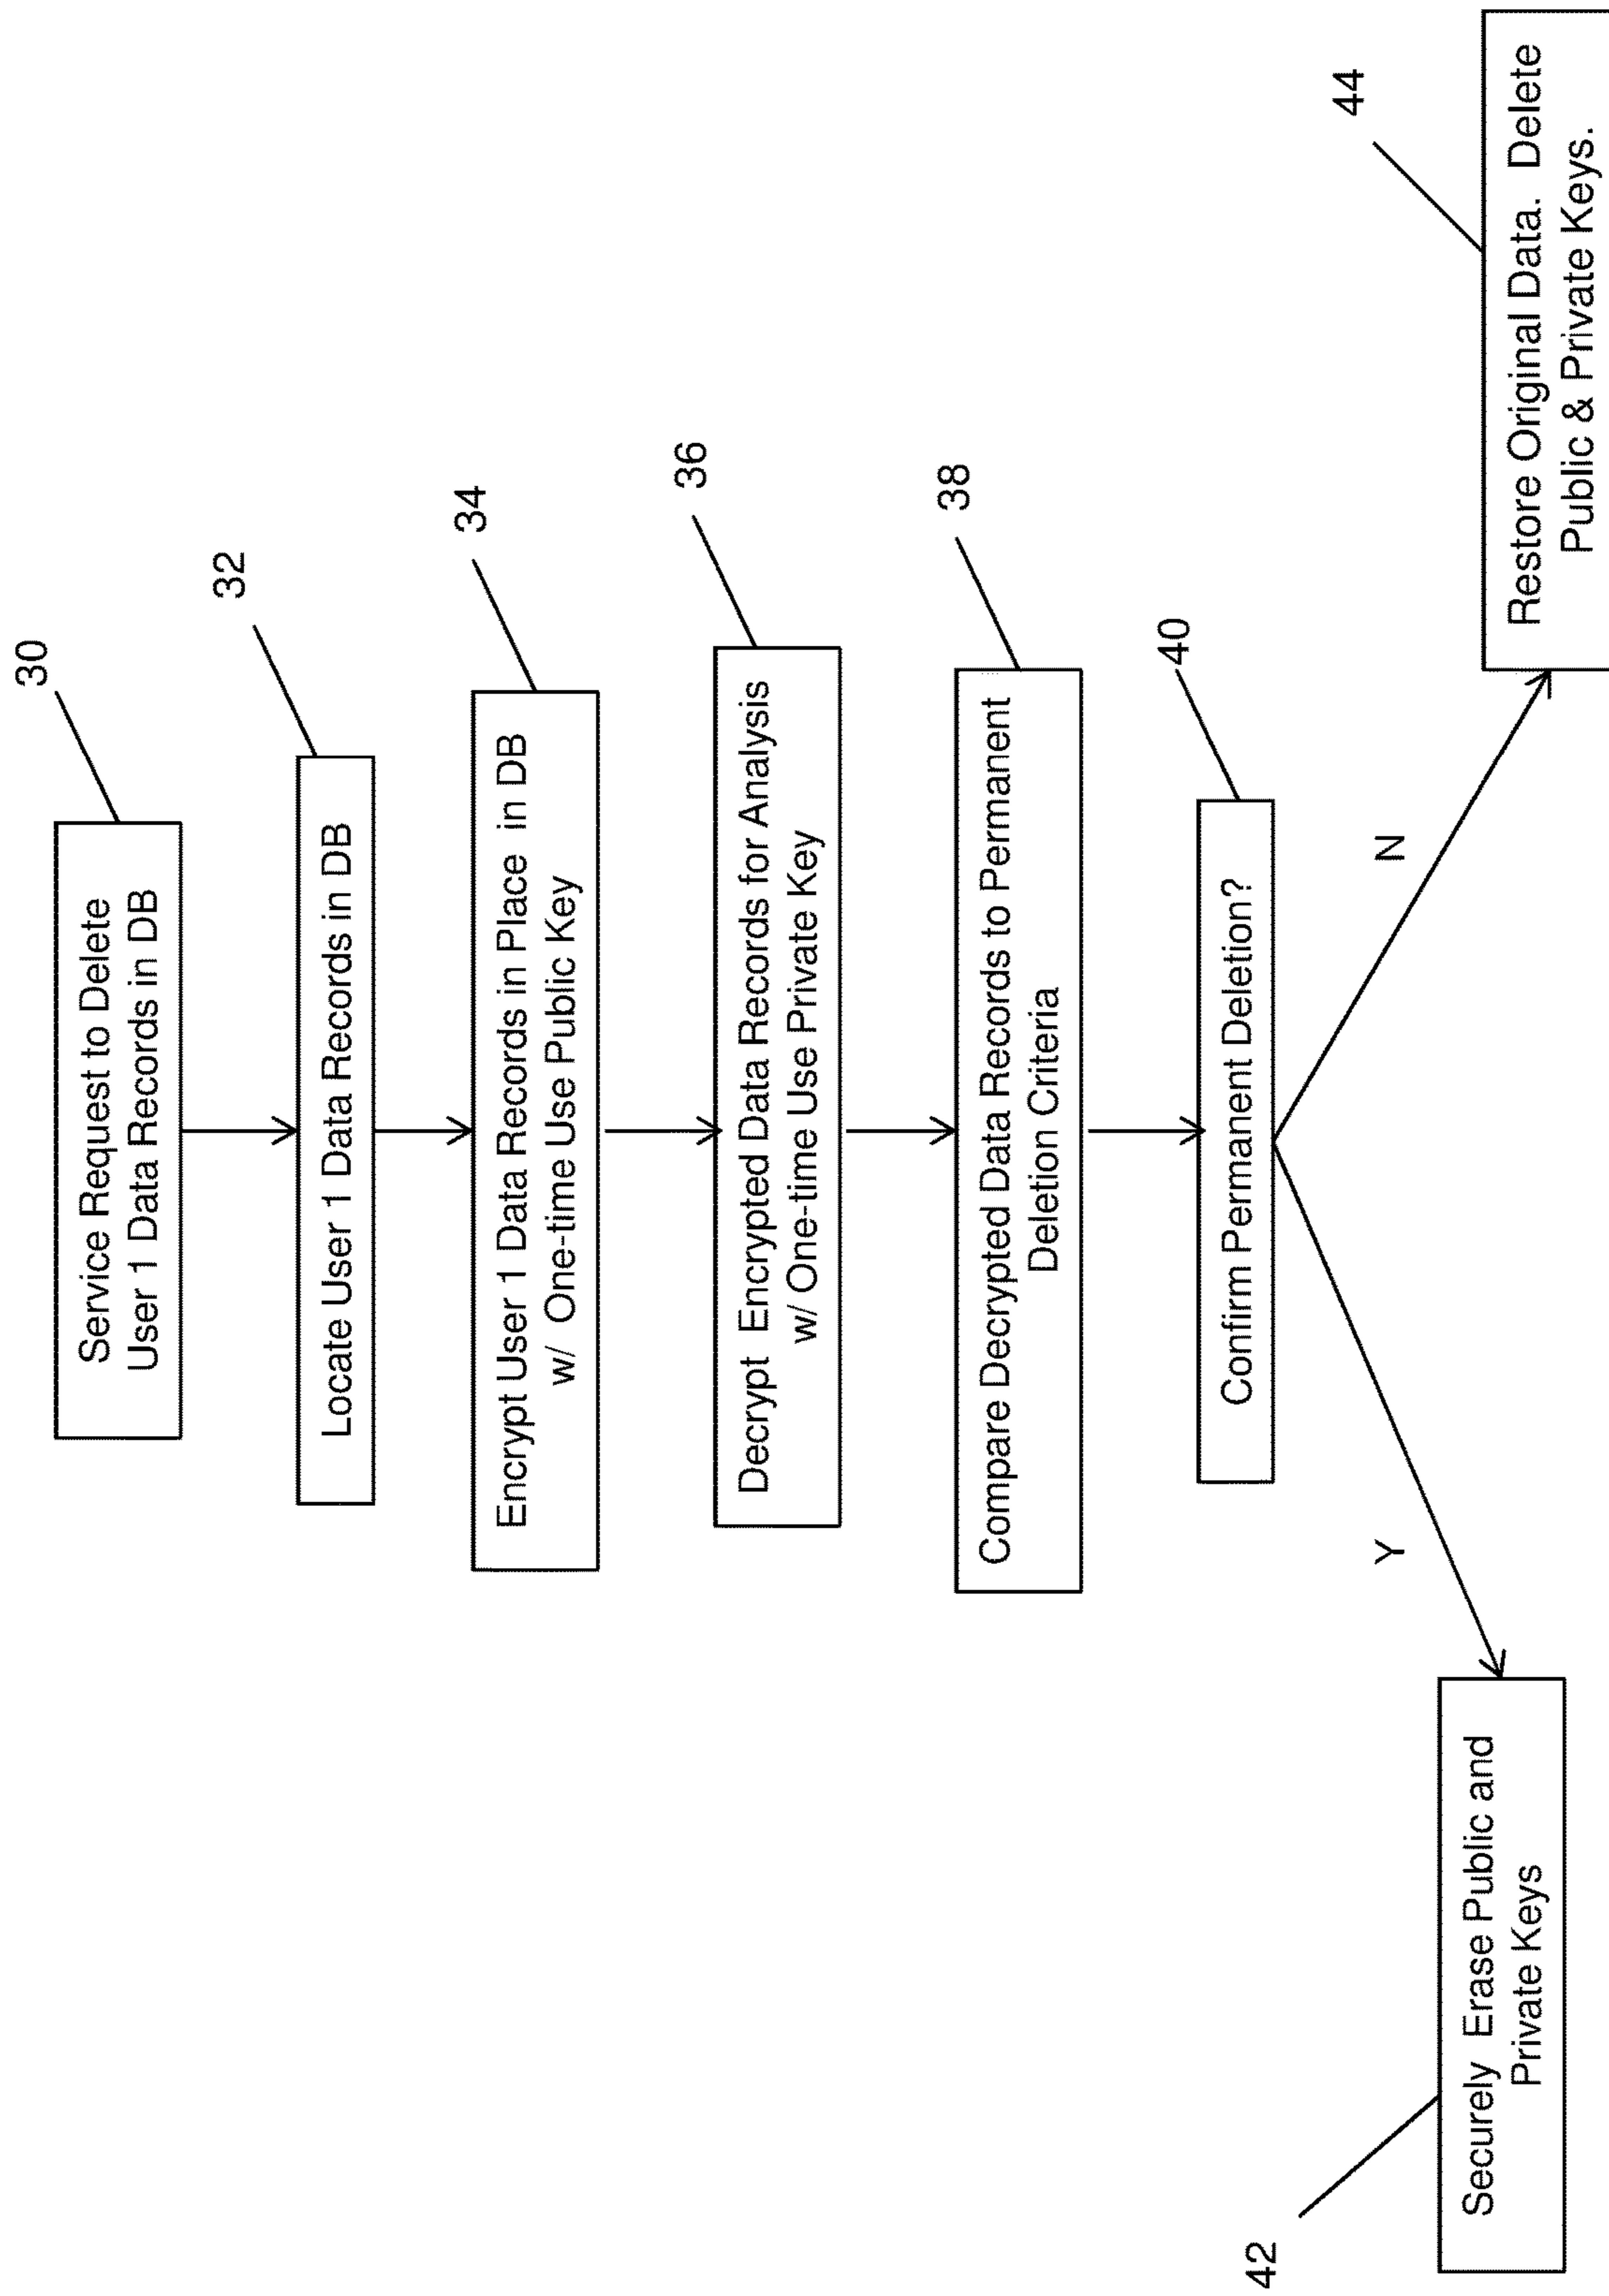 30
Service Request to Delete
User 1 Data Records in DB
32
Locate User 1 Data Records in DB
34
Encrypt User 1 Data Records in Place in DB
w/ One-time Use Public Key
36
Decrypt Encrypted Data Records for Analysis
w/ One-time Use Private Key
38
Compare Decrypted Data Records to Permanent
Deletion Criteria
40
Confirm Permanent Deletion?
Y
N
42
Securely Erase Public and
Private Keys
44
Restore Original Data. Delete
Public & Private Keys.